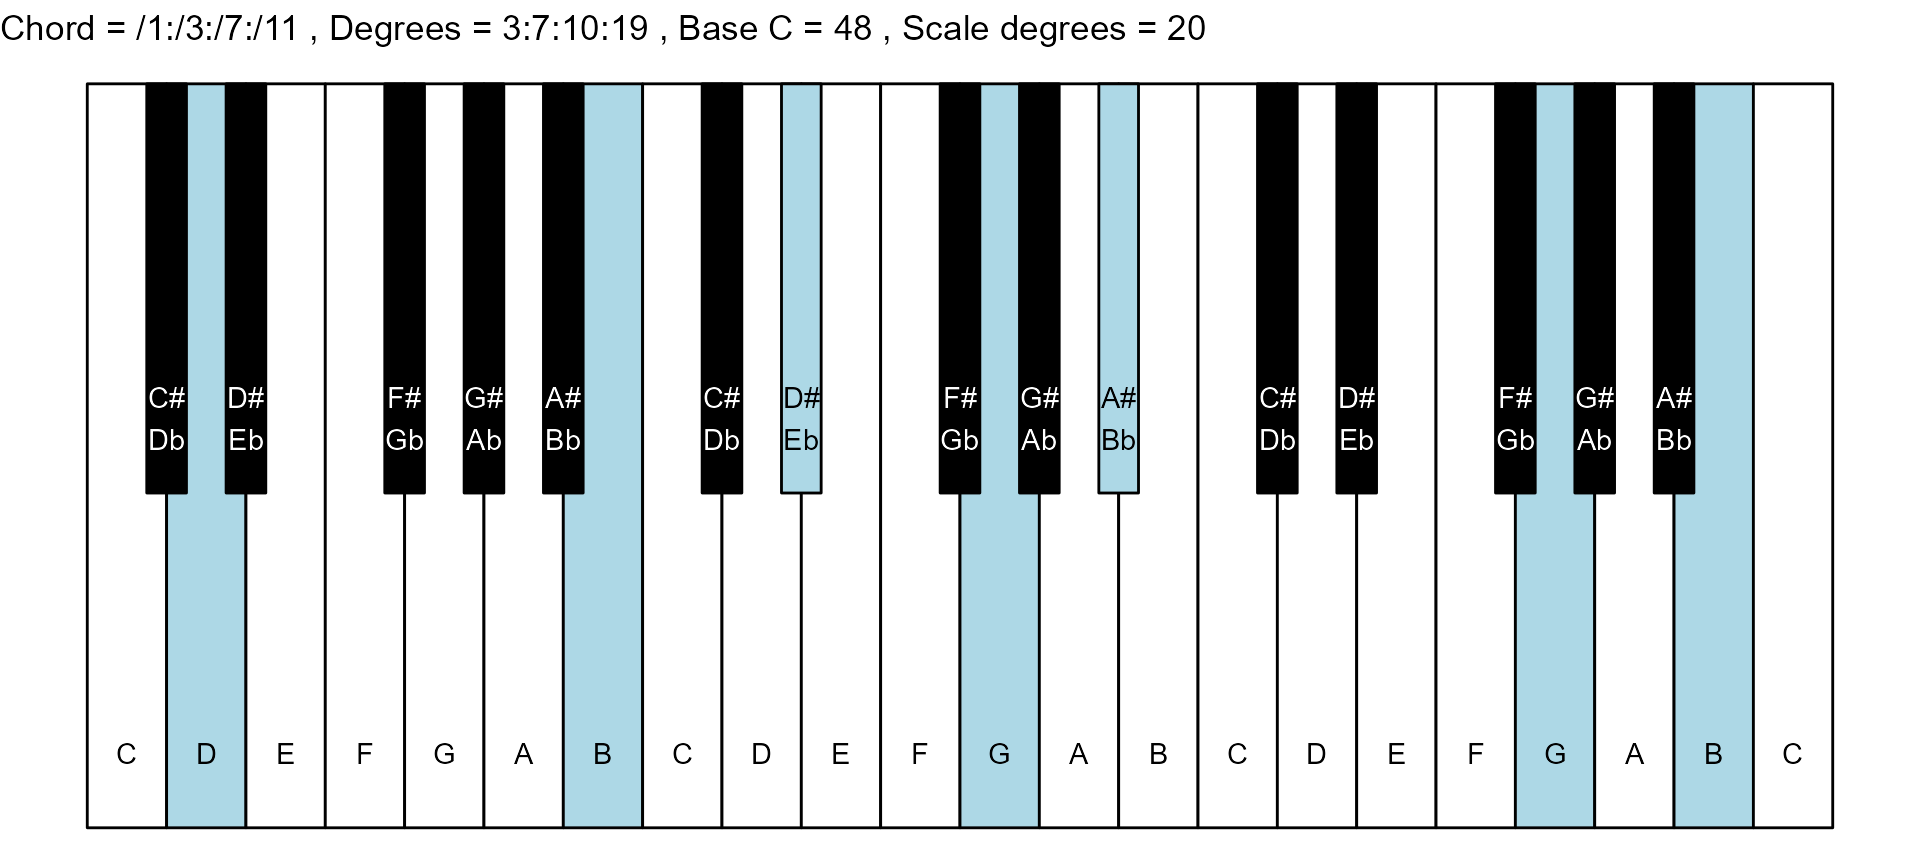 Chord = /1:/3:/7:/11 , Degrees = 3:7:10:19 , Base C = 48 , Scale degrees = 20
C# D# F# G# A# C# D# F# G# A# C# D# F# G# A#
Db Eb Gb Ab Bb Db Eb Gb Ab Bb Db Eb Gb Ab Bb
C D E F G A B C D E F G A B C D E F G A B C